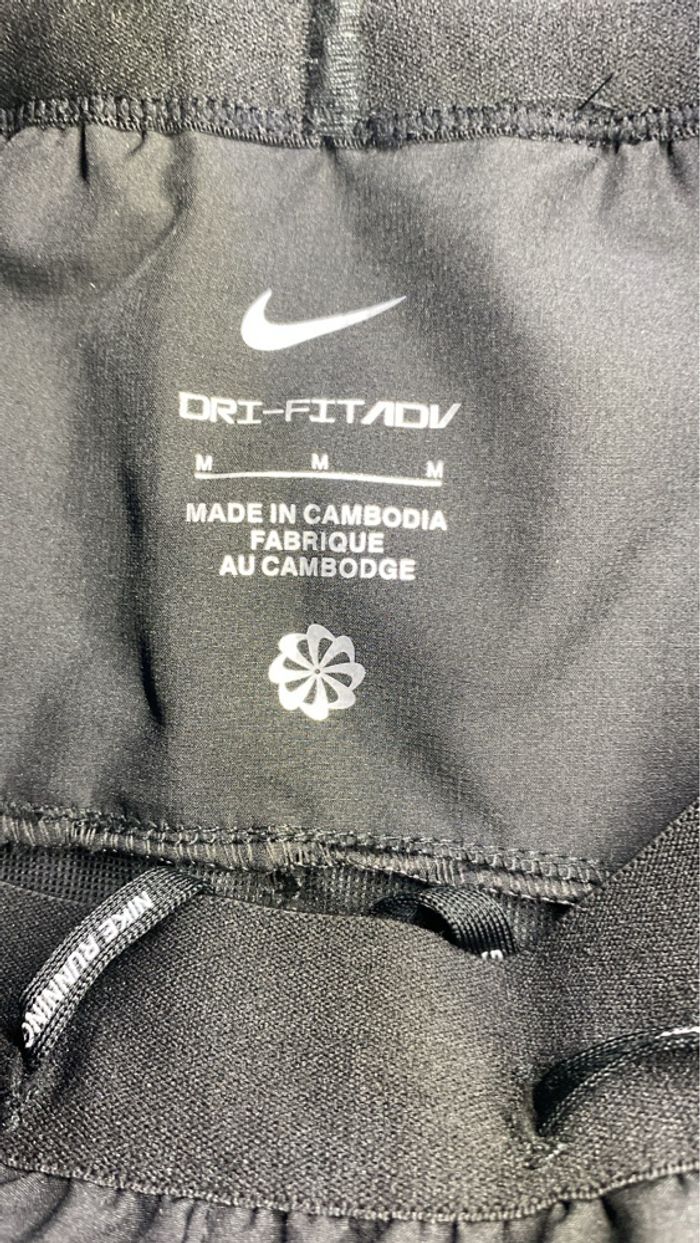 DRI-FIT ADV
M M M
MADE IN CAMBODIA
FABRIQUE
AU CAMBODGE
NIKE RUNNING